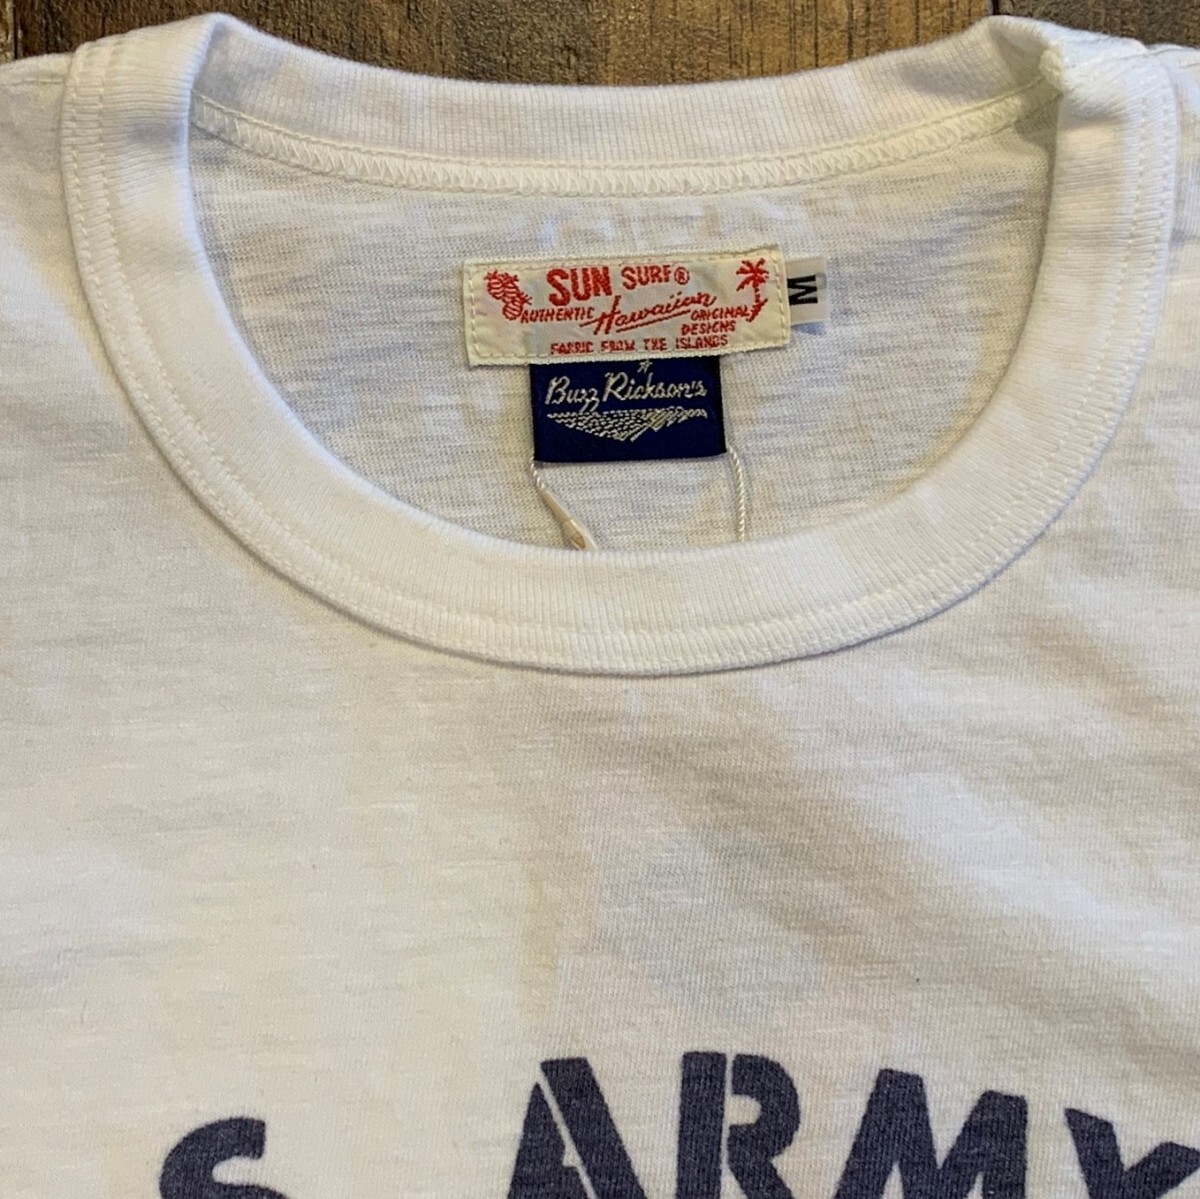 SUN SURF®
AUTHENTIC Hawaiian ORIGINAL
DESIGNS
FABRIC FROM THE ISLANDS
M
Buzz Rickson's
S ARMY